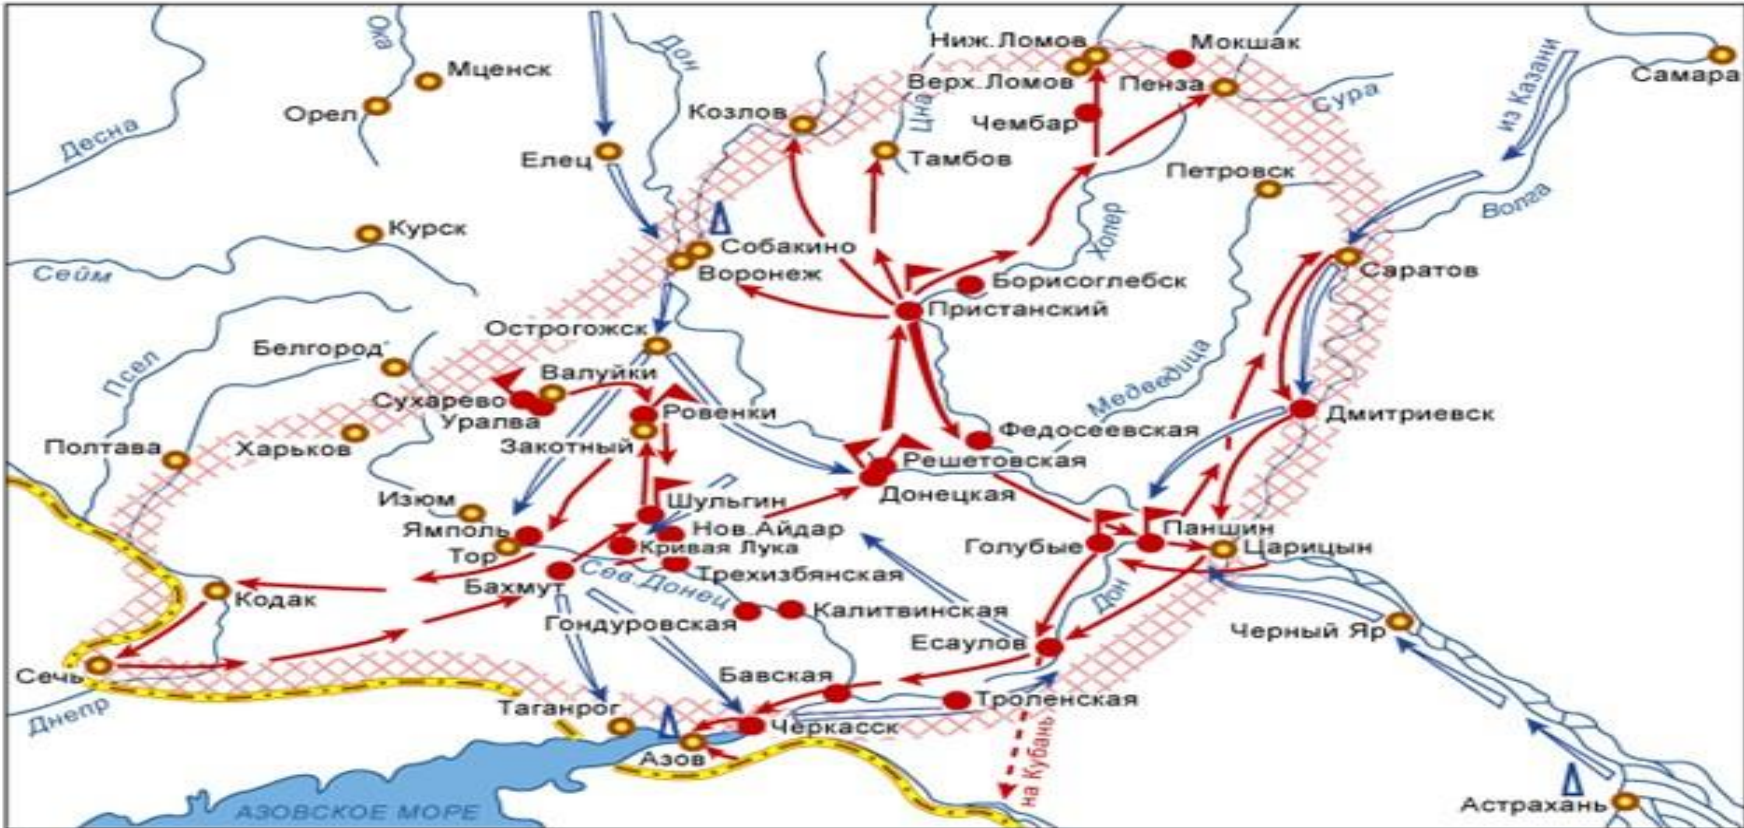 Ока
Дон
Ниж.Ломов
Мокшак
Мценск
Верх.Ломов
Пенза
Самара
из Казани
Сура
Орел
Козлов
Цна
Чембар
Десна
Елец
Тамбов
Петровск
Волга
Курск
Хопер
Собакино
Сейм
Воронеж
Саратов
Борисоглебск
Пристанский
Острогожск
Белгород
Псел
Валуйки
Медведица
Сухарево
Уралва
Ровенки
Дмитриевск
Полтава
Харьков
Закотный
Федосеевская
Решетовская
Донецкая
Изюм
Шульгин
Ямполь
Нов.Айдар
Паншин
Тор
Кривая Лука
Голубые
Царицын
Трехизбянская
Бахмут
Сев.Донец
Дон
Кодак
Калитвинская
Гондуровская
Черный Яр
Есаулов
Сечь
Бавская
Троленская
Днепр
Таганрог
Черкасск
Азов
на Кубань
АЗОВСКОЕ МОРЕ
Астрахань